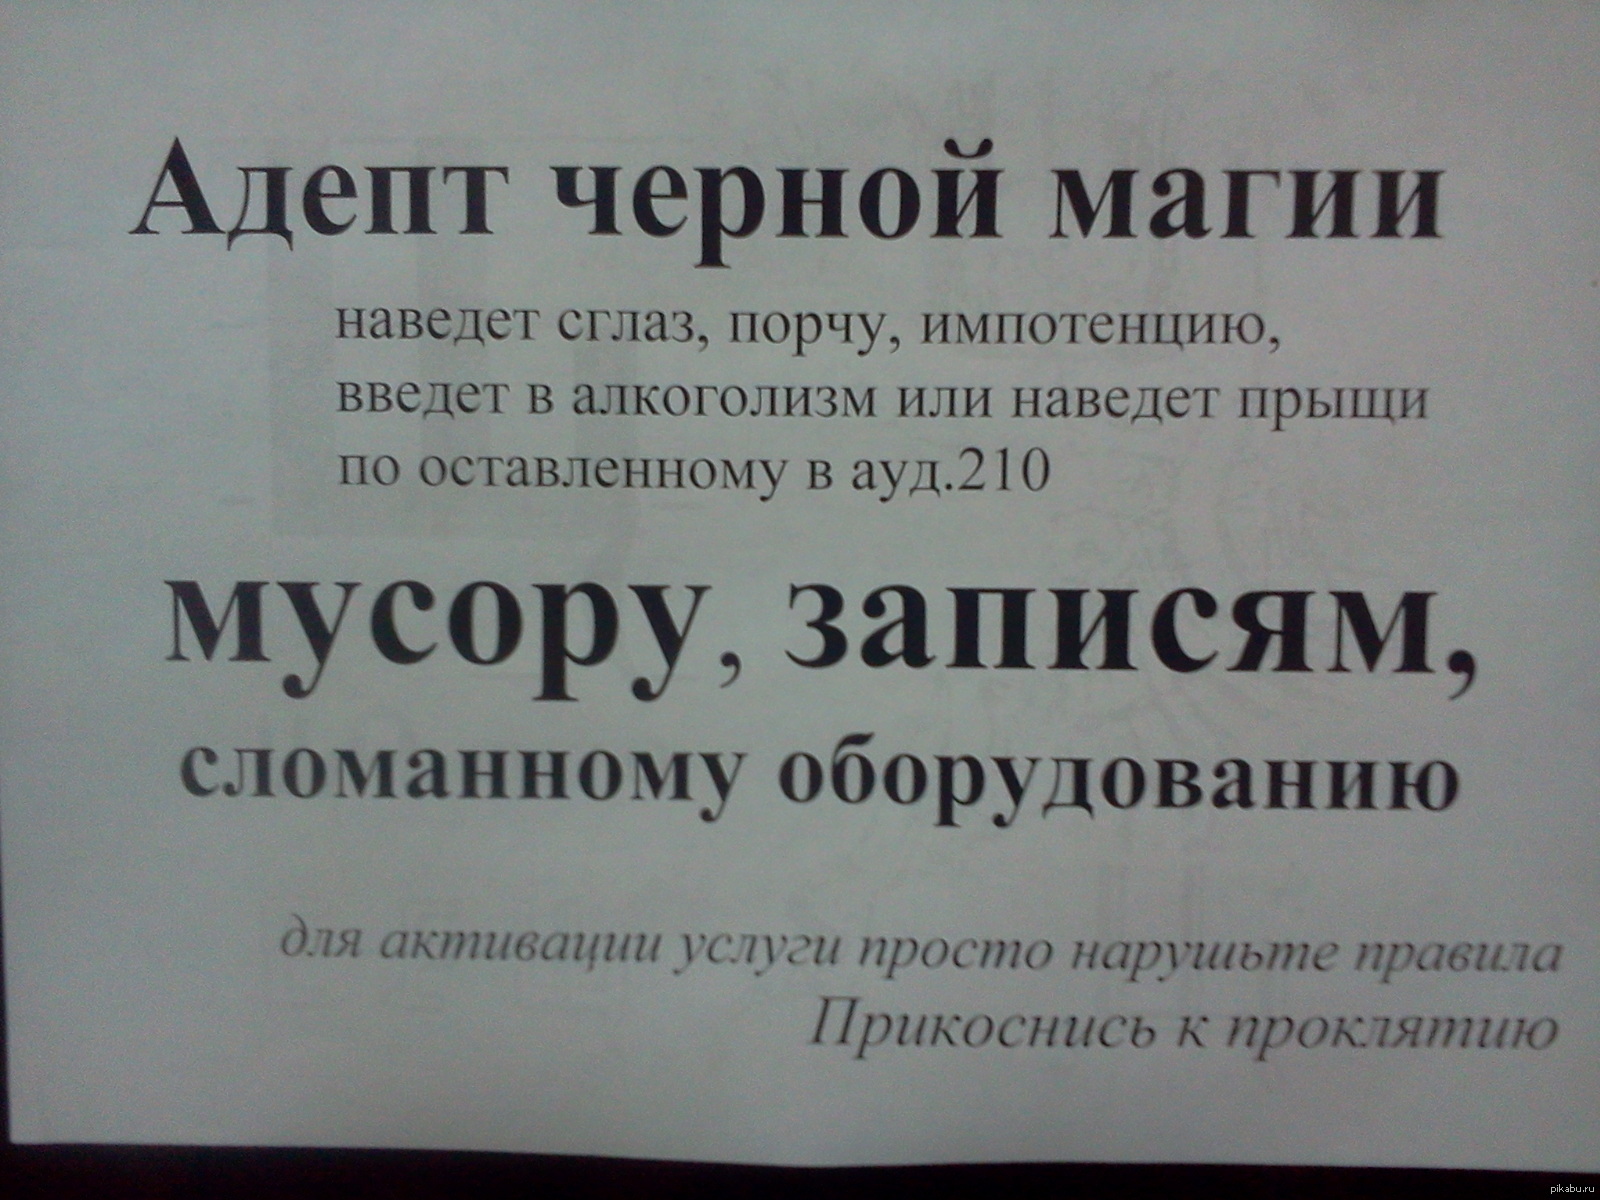 Адепт черной магии
наведет сглаз, порчу, импотенцию,
введет в алкоголизм или наведет прыщи
по оставленному в ауд.210
мусору, записям,
сломанному оборудованию
для активации услуги просто нарушьте правила
Прикоснись к проклятию
pikabu.ru